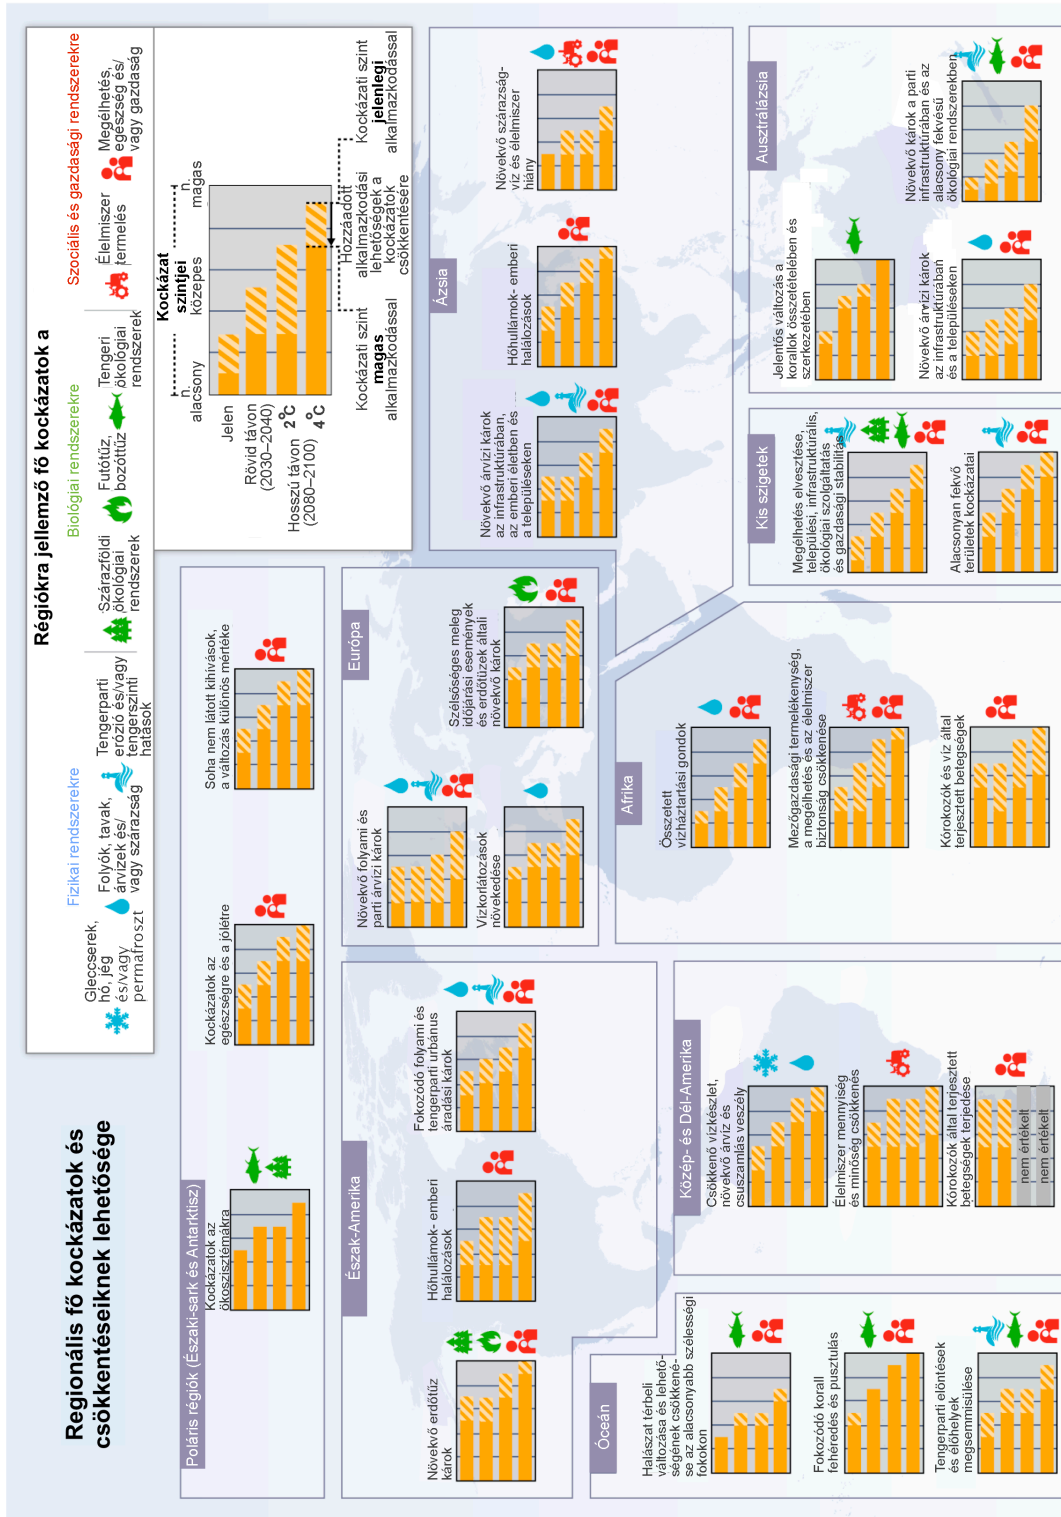 Regionális fő kockázatok és
csökkentéseiknek lehetősége
Régiókra jellemző fő kockázatok a
Fizikai rendszerekre
Biológiai rendszerekre
Szociális és gazdasági rendszerekre
Gleccserek,
hó, jég
és/vagy
permafroszt
Folyók, tavak,
árvizek és/
vagy szárazság
Tengerparti
erózió és/vagy
tengerszinti
hatások
Szárazföldi
ökológiai
rendszerek
Futótűz,
bozóttűz
Tengeri
ökológiai
rendszerek
Élelmiszer
termelés
Megélhetés,
egészség és/
vagy gazdaság
Kockázat
szintjei
n.
alacsony
közepes
n.
magas
Jelen
Rövid távon
(2030–2040)
Hosszú távon
(2080–2100)
2°C
4°C
Kockázati szint
magas
alkalmazkodással
Hozzáadott
alkalmazkodási
lehetőségek a
kockázatok
csökkentésére
Kockázati szint
jelenlegi
alkalmazkodással
Poláris régiók (Északi-sark és Antarktisz)
Kockázatok az
ökoszisztémákra
Kockázatok az
egészségre és a jólétre
Soha nem látott kihívások,
a változás különös mértéke
Észak-Amerika
Növekvő erdőtűz
károk
Hőhullámok- emberi
halálozások
Fokozódó folyami és
tengerparti urbánus
áradási károk
Európa
Növekvő folyami és
parti árvízi károk
Vízkorlátozások
növekedése
Szélsőséges meleg
időjárási események
és erdőtüzek általi
növekvő károk
Ázsia
Növekvő árvízi károk
az infrastruktúrában,
az emberi életben és
a településeken
Hőhullámok- emberi
halálozások
Növekvő szárazság-
víz és élelmiszer
hiány
Óceán
Halászat térbeli
változása és lehető-
ségének csökkené-
se az alacsonyabb szélességi
fokokon
Fokozódó korall
fehéredés és pusztulás
Tengerparti elöntések
és élőhelyek
megsemmisülése
Közép- és Dél-Amerika
Csökkenő vízkészlet,
növekvő árvíz és
csuszamlás veszély
Élelmiszer mennyiség
és minőség csökkenés
Kórokozók által terjesztett
betegségek terjedése
nem értékelt
nem értékelt
Afrika
Összetett
vízháztartási gondok
Mezőgazdasági termelékenység,
a megélhetés és az élelmiszer
biztonság csökkenése
Kórokozók és víz által
terjesztett betegségek
Kis szigetek
Megélhetés elvesztése,
települési, infrastruktúrális,
ökológiai szolgáltatás
és gazdasági stabilitás
Alacsonyan fekvő
területek kockázatai
Ausztrálázsia
Jelentős változás a
korallok összetételében és
szerkezetében
Növekvő árvízi károk
az infrastruktúrában
és a településeken
Növekvő károk a parti
infrastruktúrában és az
alacsony fekvésű
ökológiai rendszerekben